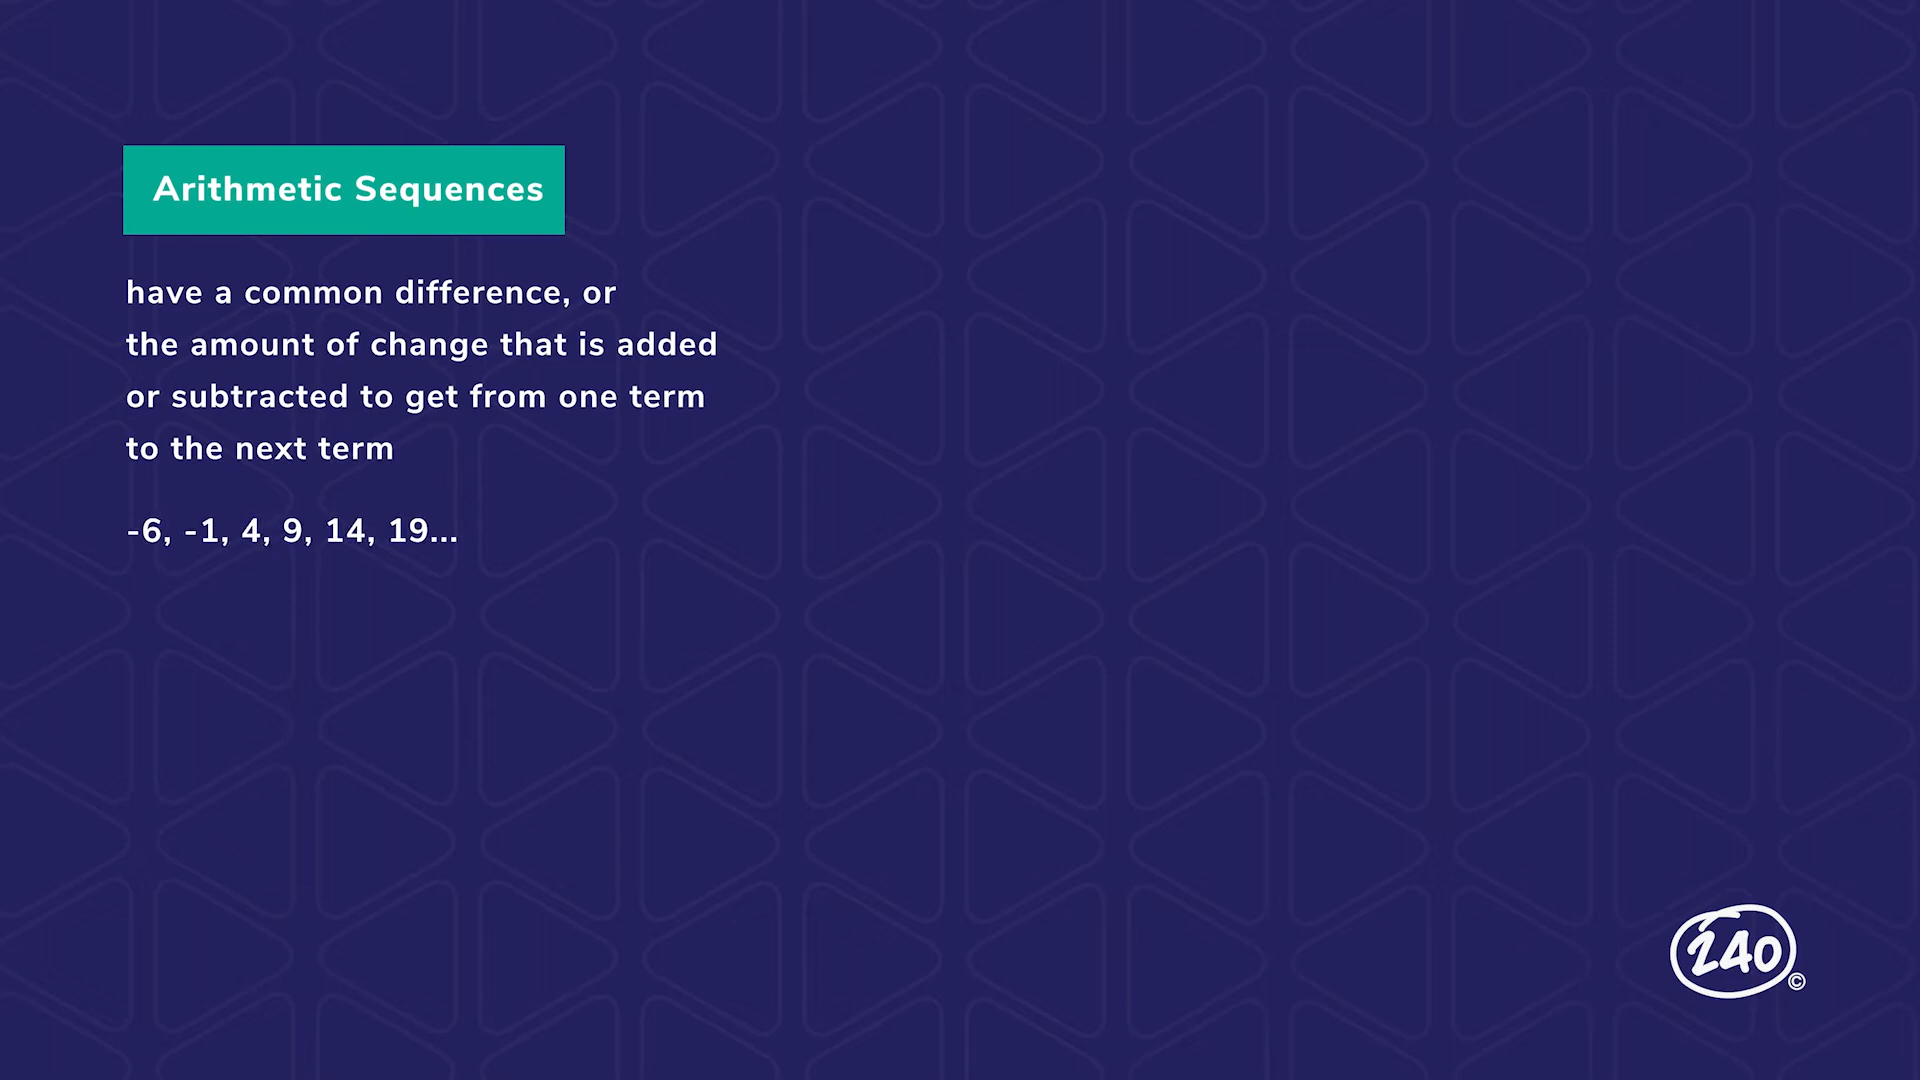 Arithmetic Sequences
have a common difference, or
the amount of change that is added
or subtracted to get from one term
to the next term
-6, -1, 4, 9, 14, 19...
240
©